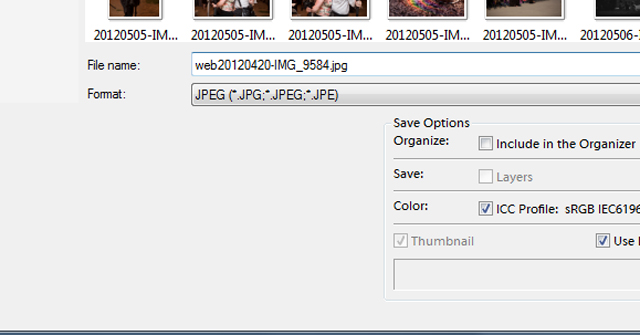 20120505-IM... 20120505-IM... 20120505-IM... 20120505-IM... 20120505-IM... 20120506-I
File name: web20120420-IMG_9584.jpg
Format: JPEG (*.JPG;*.JPEG;*.JPE)
Save Options
Organize: Include in the Organizer
Save: Layers
Color: ICC Profile: sRGB IEC6196
Thumbnail Use